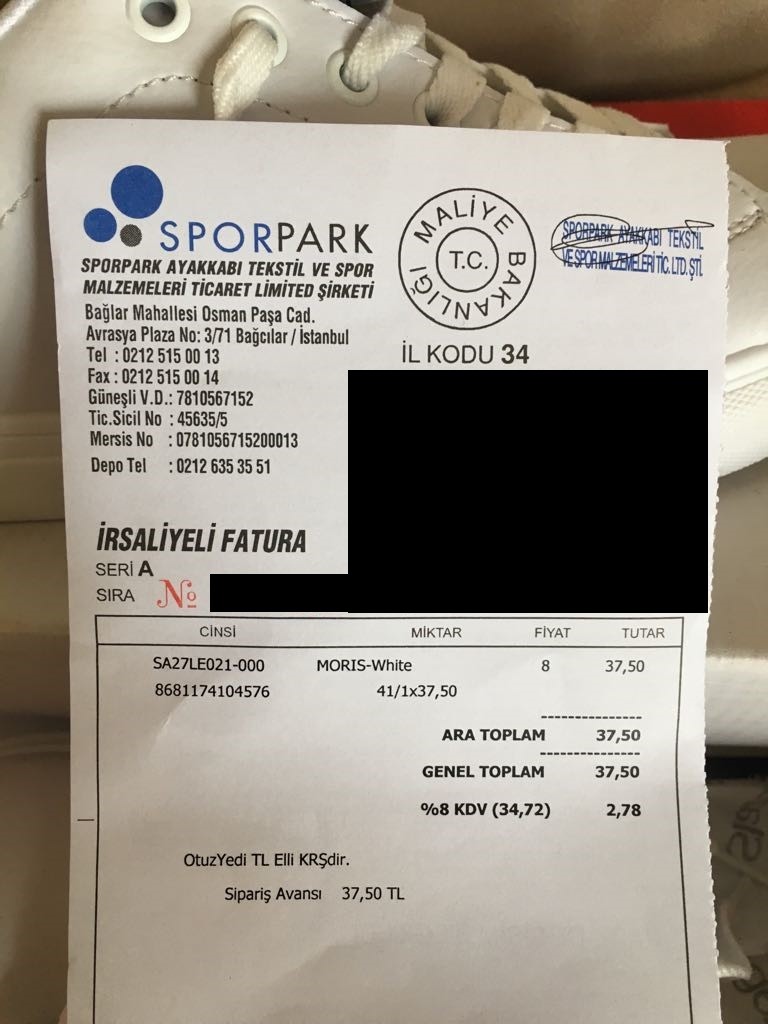 SPORPARK
SPORPARK AYAKKABI TEKSTİL VE SPOR
MALZEMELERİ TİCARET LİMİTED ŞİRKETİ
Bağlar Mahallesi Osman Paşa Cad.
Avrasya Plaza No: 3/71 Bağcılar / İstanbul
Tel : 0212 515 00 13
Fax : 0212 515 00 14
Güneşli V.D.: 7810567152
Tic.Sicil No : 45635/5
Mersis No : 0781056715200013
Depo Tel : 0212 635 35 51
MALİYE BAKANLIĞI
T.C.
İL KODU 34
SPORPARK AYAKKABI TEKSTİL
VE SPOR MALZEMELERİ TİC. LTD. ŞTİ.
İRSALİYELİ FATURA
SERİ A
SIRA No
CİNSİ MİKTAR FİYAT TUTAR
SA27LE021-000 MORIS-White 8 37,50
8681174104576 41/1x37,50
ARA TOPLAM 37,50
GENEL TOPLAM 37,50
%8 KDV (34,72) 2,78
OtuzYedi TL Elli KRŞdir.
Sipariş Avansı 37,50 TL